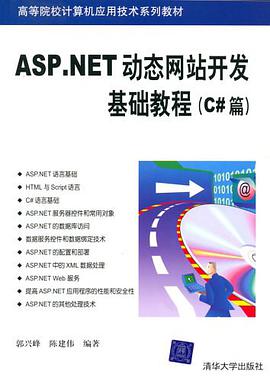 高等院校计算机应用技术系列教材
ASP.NET 动态网站开发
基础教程 (C# 篇)
ASP.NET 语言基础
HTML 与 Script 语言
C# 语言基础
ASP.NET 服务器控件和常用对象
ASP.NET 的数据库访问
数据服务控件和数据绑定技术
ASP.NET 的配置和部署
ASP.NET 中的 XML 数据处理
ASP.NET Web 服务
提高 ASP.NET 应用程序的性能和安全性
ASP.NET 的其他处理技术
郭兴峰 陈建伟 编著
清华大学出版社